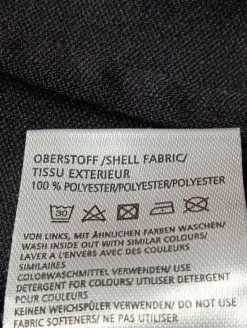 OBERSTOFF /SHELL FABRIC/
TISSU EXTERIEUR
100 % POLYESTER/POLYESTER/POLYESTER
30
VON LINKS, MIT ÄHNLICHEN FARBEN WASCHEN/
WASH INSIDE OUT WITH SIMILAR COLOURS/
LAVER A L'ENVERS AVEC DES COULEURS
SIMILAIRES
COLORWASCHMITTEL VERWENDEN/ USE
DETERGENT FOR COLOURS/ UTILISER DETERGENT
POUR COULEURS
KEINEN WEICHSPÜLER VERWENDEN/ DO NOT USE
FABRIC SOFTENERS/ NE PAS UTILISER